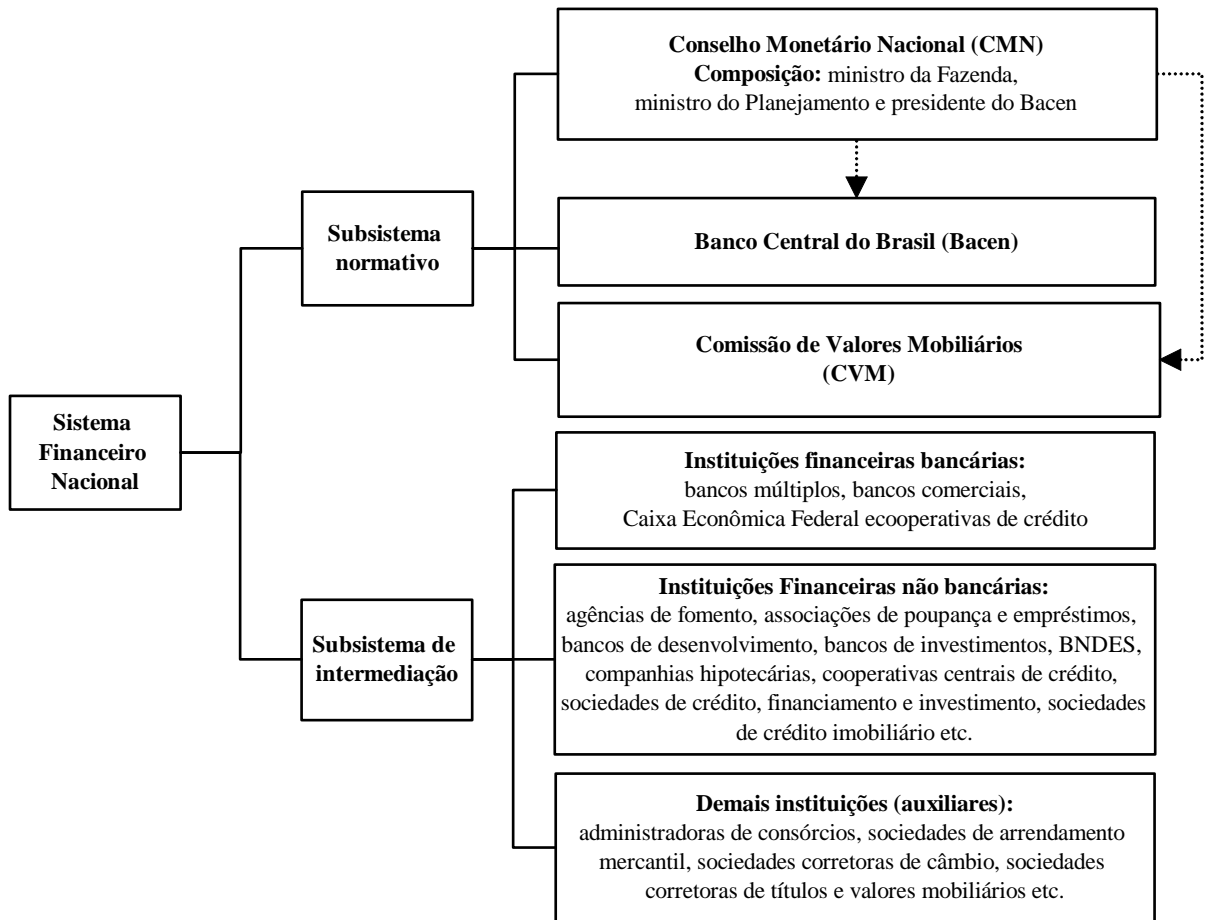 Conselho Monetário Nacional (CMN)
Composição: ministro da Fazenda,
ministro do Planejamento e presidente do Bacen
Subsistema
normativo
Banco Central do Brasil (Bacen)
Comissão de Valores Mobiliários
(CVM)
Sistema
Financeiro
Nacional
Instituições financeiras bancárias:
bancos múltiplos, bancos comerciais,
Caixa Econômica Federal ecooperativas de crédito
Subsistema de
intermediação
Instituições Financeiras não bancárias:
agências de fomento, associações de poupança e empréstimos,
bancos de desenvolvimento, bancos de investimentos, BNDES,
companhias hipotecárias, cooperativas centrais de crédito,
sociedades de crédito, financiamento e investimento, sociedades
de crédito imobiliário etc.
Demais instituições (auxiliares):
administradoras de consórcios, sociedades de arrendamento
mercantil, sociedades corretoras de câmbio, sociedades
corretoras de títulos e valores mobiliários etc.